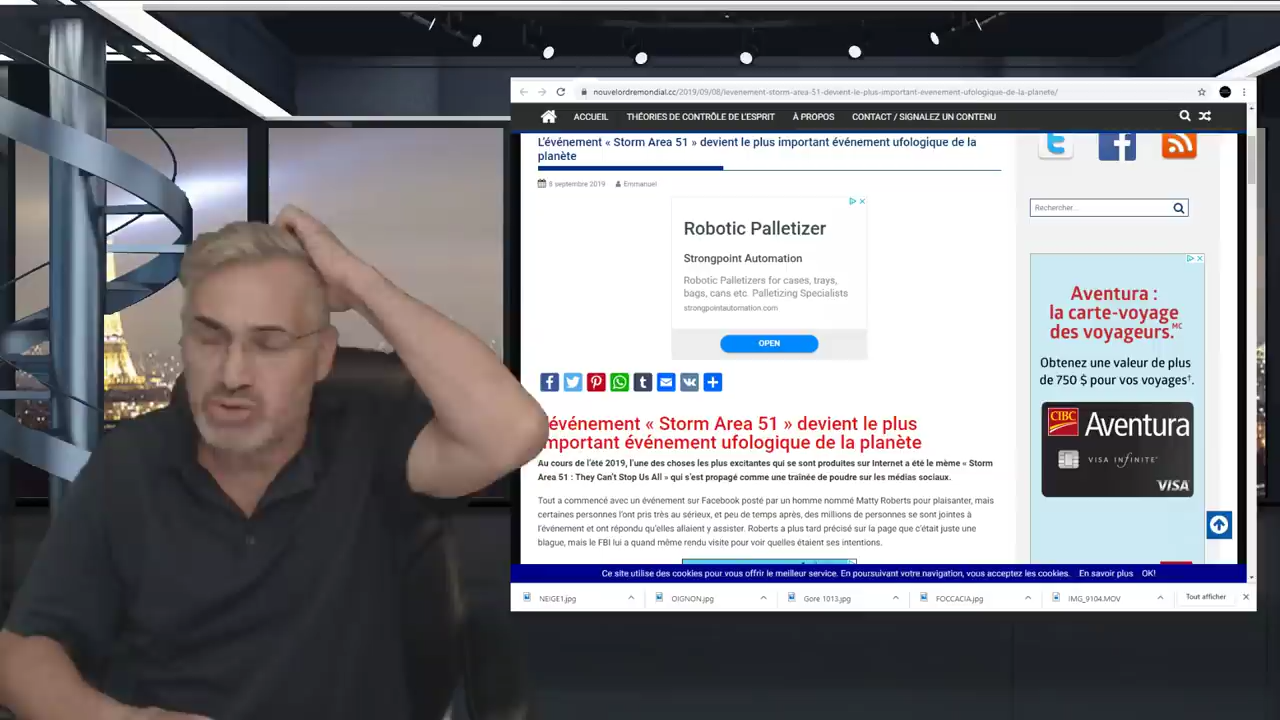 nouvelordremondial.cc/2019/09/08/levenement-storm-area-51-devient-le-plus-important-evenement-ufologique-de-la-planete/
ACCUEIL THÉORIES DE CONTRÔLE DE L'ESPRIT À PROPOS CONTACT / SIGNALEZ UN CONTENU
L'événement « Storm Area 51 » devient le plus important événement ufologique de la
planète
8 septembre 2019 Emmanuel
Robotic Palletizer
Strongpoint Automation
Robotic Palletizers for cases, trays,
bags, cans etc. Palletizing Specialists
strongpointautomation.com
OPEN
événement « Storm Area 51 » devient le plus
mportant événement ufologique de la planète
Au cours de l'été 2019, l'une des choses les plus excitantes qui se sont produites sur Internet a été le mème « Storm
Area 51 : They Can't Stop Us All » qui s'est propagé comme une traînée de poudre sur les médias sociaux.
Tout a commencé avec un événement sur Facebook posté par un homme nommé Matty Roberts pour plaisanter, mais
certaines personnes l'ont pris très au sérieux, et peu de temps après, des millions de personnes se sont jointes à
l'événement et ont répondu qu'elles allaient y assister. Roberts a plus tard précisé sur la page que c'était juste une
blague, mais le FBI lui a quand même rendu visite pour voir quelles étaient ses intentions.
Rechercher...
Aventura :
la carte-voyage
des voyageurs.MC
Obtenez une valeur de plus
de 750 $ pour vos voyages†.
CIBC Aventura
VISA INFINITE
VISA
Ce site utilise des cookies pour vous offrir le meilleur service. En poursuivant votre navigation, vous acceptez les cookies. En savoir plus OK!
NEIGE1.jpg OIGNON.jpg Gore 1013.jpg FOCCACIA.jpg IMG_9104.MOV Tout afficher